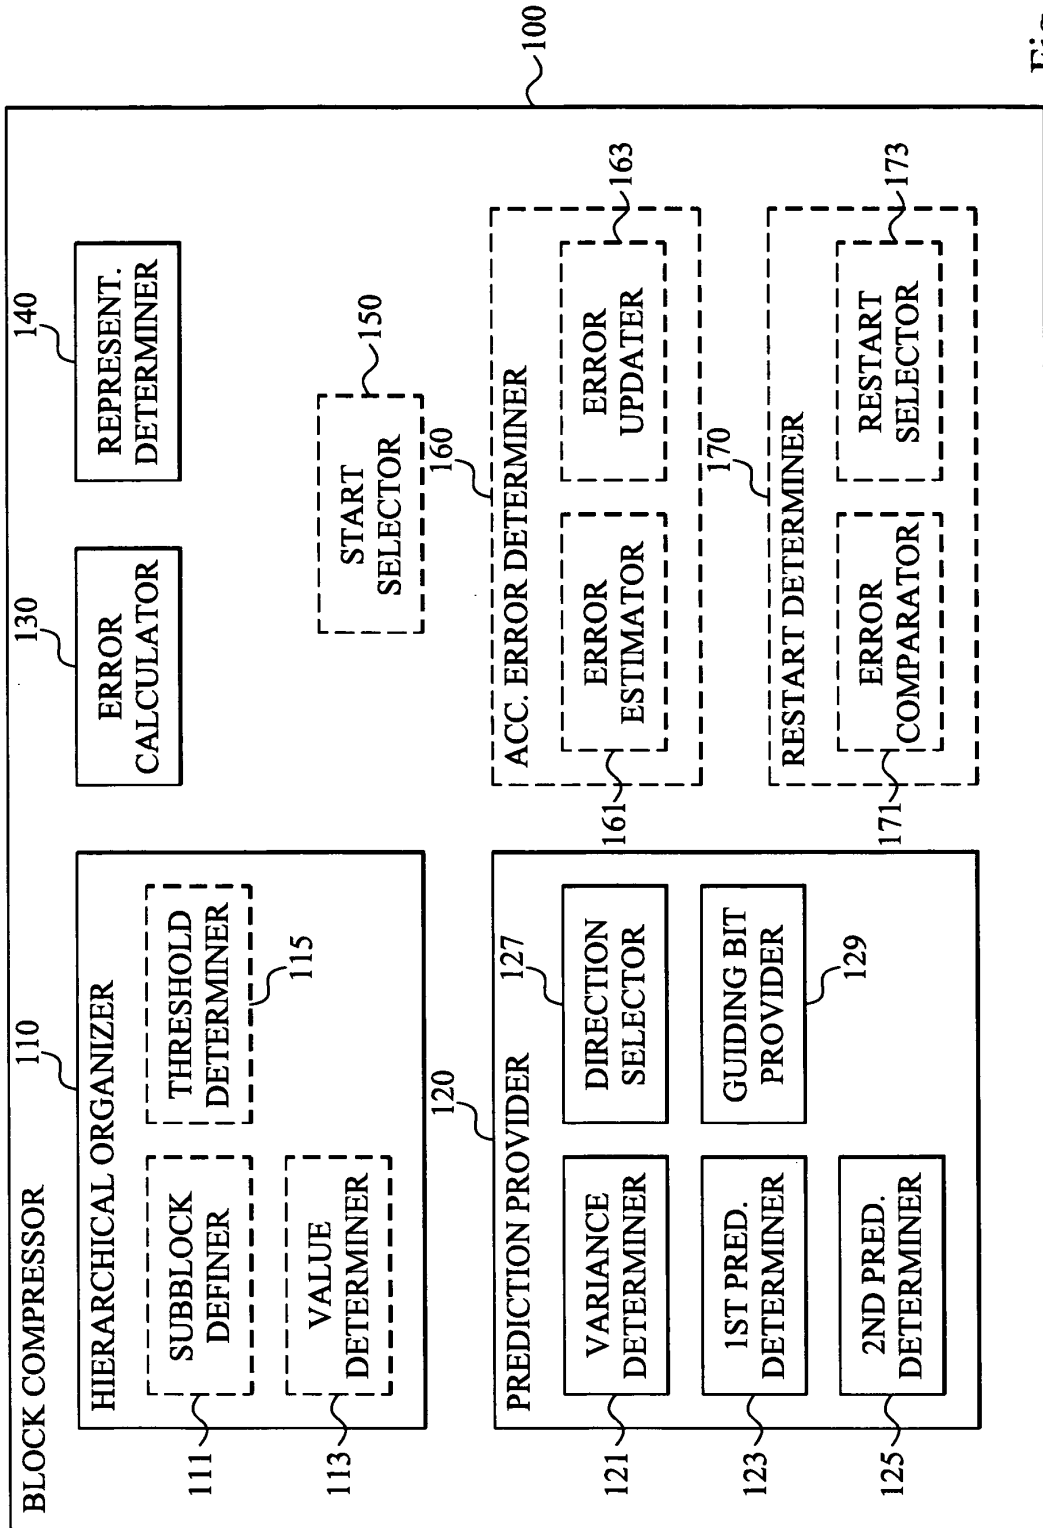 BLOCK COMPRESSOR
100
110
HIERARCHICAL ORGANIZER
SUBBLOCK
DEFINER
111
THRESHOLD
DETERMINER
115
VALUE
DETERMINER
113
130
ERROR
CALCULATOR
140
REPRESENT.
DETERMINER
START
SELECTOR
150
120
PREDICTION PROVIDER
VARIANCE
DETERMINER
121
127
DIRECTION
SELECTOR
1ST PRED.
DETERMINER
123
GUIDING BIT
PROVIDER
129
2ND PRED.
DETERMINER
125
160
ACC. ERROR DETERMINER
ERROR
ESTIMATOR
161
ERROR
UPDATER
163
170
RESTART DETERMINER
ERROR
COMPARATOR
171
RESTART
SELECTOR
173